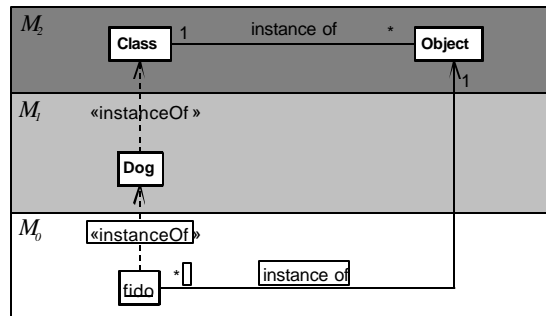 M2
Class 1 instance of * Object
1
M1 «instanceOf »
Dog
M0
«instanceOf »
* instance of
fido